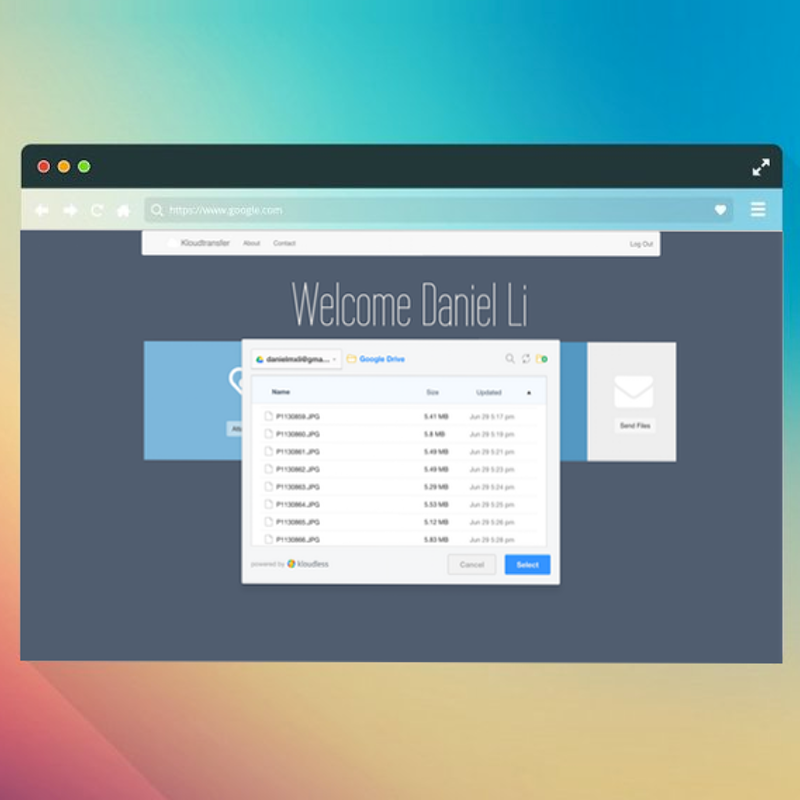 https://www.google.com
Kloudtransfer About Contact Log Out
Welcome Daniel Li
danielmxli@gma... Google Drive
Name Size Updated
P1130859.JPG 5.41 MB Jun 29 5:17 pm
P1130860.JPG 5.8 MB Jun 29 5:19 pm
P1130861.JPG 5.49 MB Jun 29 5:21 pm
P1130862.JPG 5.49 MB Jun 29 5:23 pm
P1130863.JPG 5.29 MB Jun 29 5:24 pm
P1130864.JPG 5.53 MB Jun 29 5:25 pm
P1130865.JPG 5.12 MB Jun 29 5:26 pm
P1130866.JPG 5.83 MB Jun 29 5:28 pm
Send Files
powered by kloudless Cancel Select